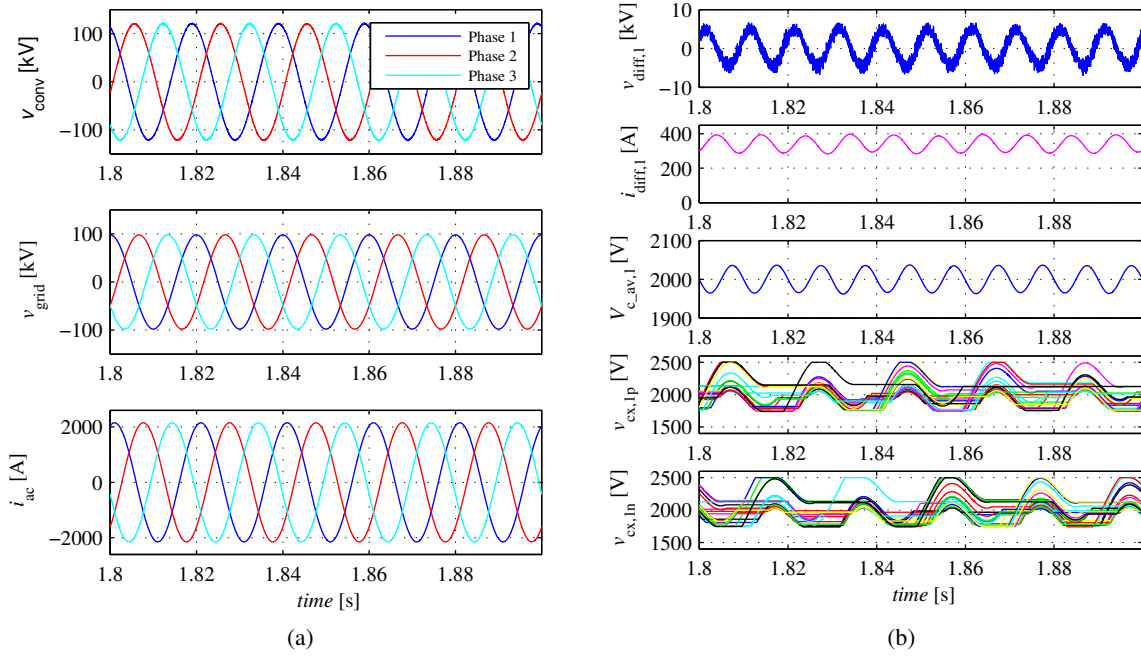 100
0
−100
v_conv [kV]
Phase 1
Phase 2
Phase 3
1.8 1.82 1.84 1.86 1.88
100
0
−100
v_grid [kV]
1.8 1.82 1.84 1.86 1.88
2000
0
−2000
i_ac [A]
1.8 1.82 1.84 1.86 1.88
time [s]
(a)
10
0
−10
v_diff,1 [kV]
1.8 1.82 1.84 1.86 1.88
400
200
0
i_diff,1 [A]
1.8 1.82 1.84 1.86 1.88
2100
2000
1900
V_c_av,1 [V]
1.8 1.82 1.84 1.86 1.88
2500
2000
1500
v_cx,1p [V]
1.8 1.82 1.84 1.86 1.88
2500
2000
1500
v_cx,1n [V]
1.8 1.82 1.84 1.86 1.88
time [s]
(b)